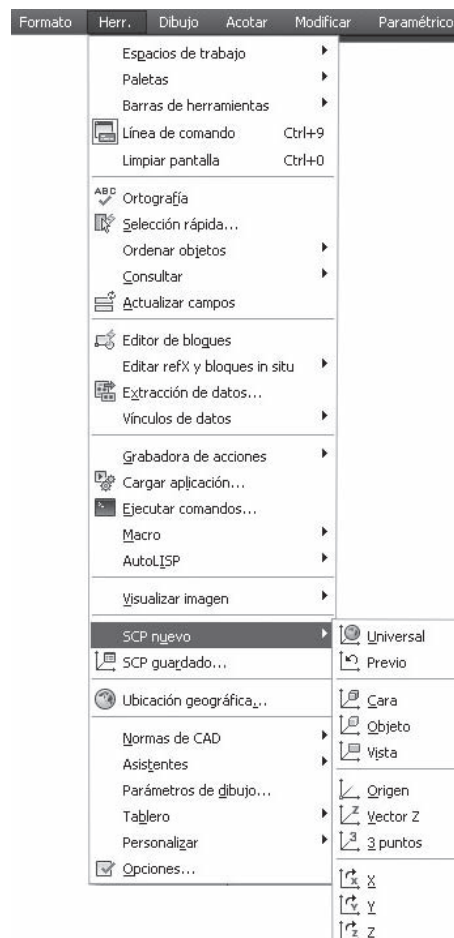 Formato Herr. Dibujo Acotar Modificar Paramétrico
Espacios de trabajo
Paletas
Barras de herramientas
Línea de comando Ctrl+9
Limpiar pantalla Ctrl+0
ABC Ortografía
Selección rápida...
Ordenar objetos
Consultar
Actualizar campos
Editor de bloques
Editar refX y bloques in situ
Extracción de datos...
Vínculos de datos
Grabadora de acciones
Cargar aplicación...
Ejecutar comandos...
Macro
AutoLISP
Visualizar imagen
SCP nuevo
SCP guardado...
Ubicación geográfica...
Normas de CAD
Asistentes
Parámetros de dibujo...
Tablero
Personalizar
Opciones...
Universal
Previo
Cara
Objeto
Vista
Origen
Z Vector Z
3 3 puntos
X X
Y Y
Z Z